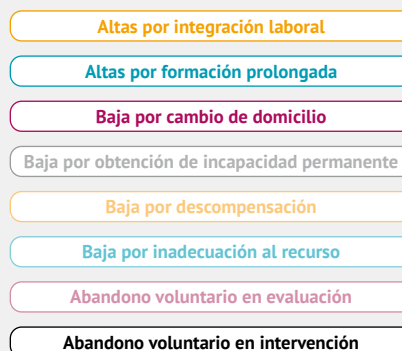 Altas por integración laboral
Altas por formación prolongada
Baja por cambio de domicilio
Baja por obtención de incapacidad permanente
Baja por descompensación
Baja por inadecuación al recurso
Abandono voluntario en evaluación
Abandono voluntario en intervención